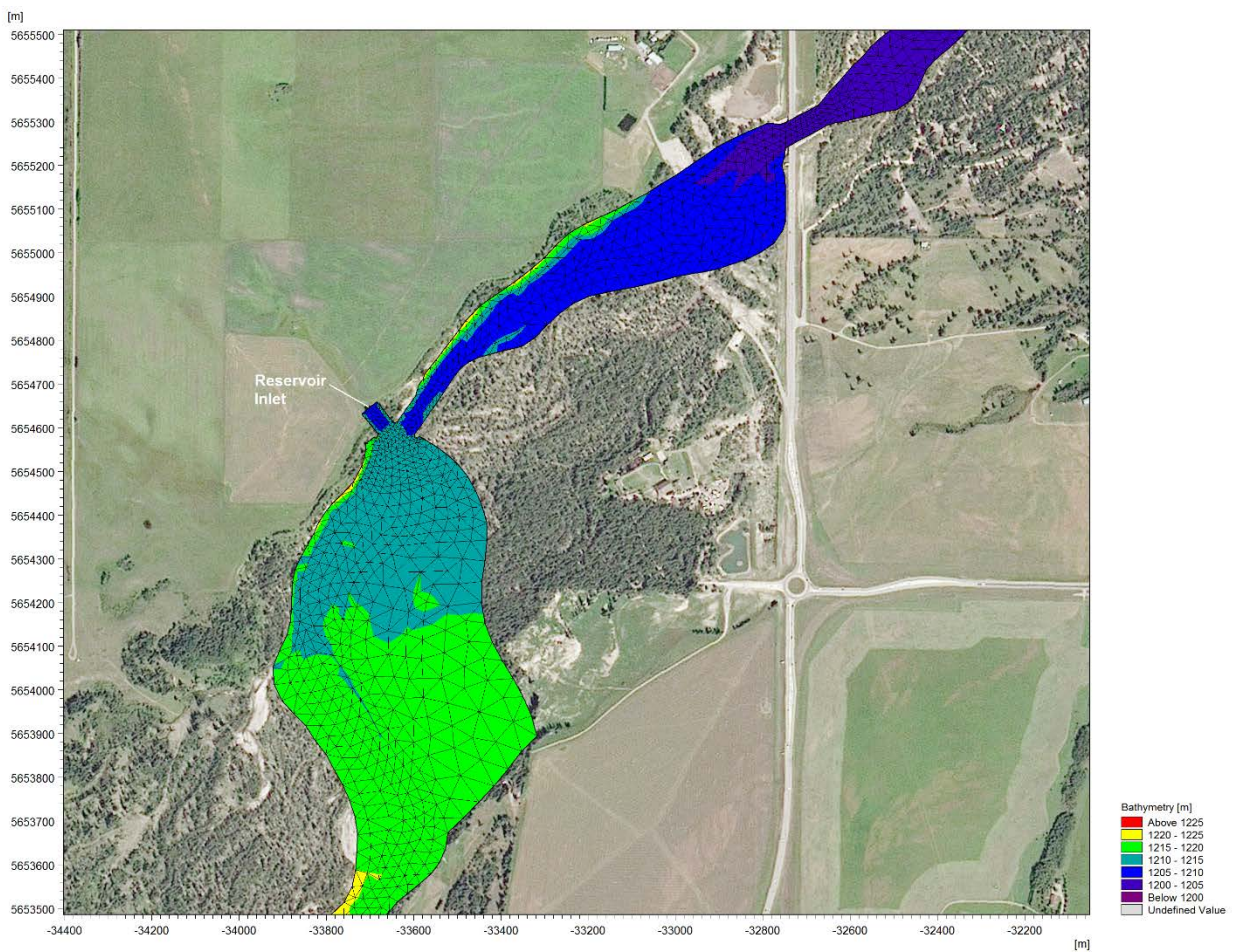 [m]
5655500
5655400
5655300
5655200
5655100
5655000
5654900
5654800
5654700
5654600
5654500
5654400
5654300
5654200
5654100
5654000
5653900
5653800
5653700
5653600
5653500
Reservoir
Inlet
-34400 -34200 -34000 -33800 -33600 -33400 -33200 -33000 -32800 -32600 -32400 -32200
[m]
Bathymetry [m]
Above 1225
1220 - 1225
1215 - 1220
1210 - 1215
1205 - 1210
1200 - 1205
Below 1200
Undefined Value